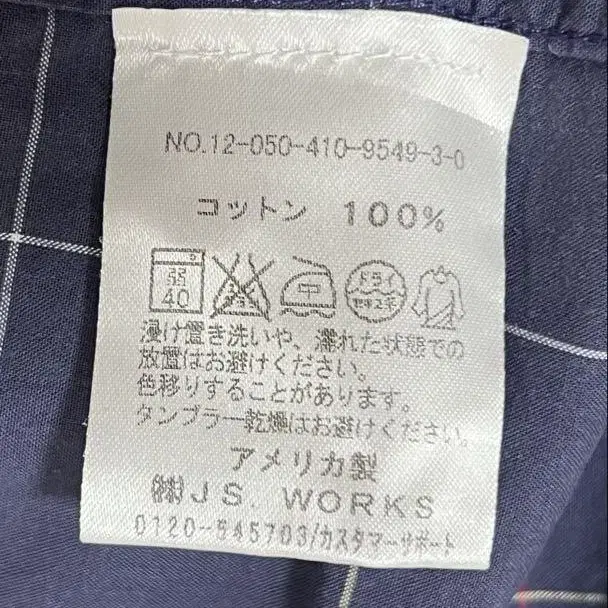 NO.12-050-410-9549-3-0
コットン 100%
弱 40 中 ドライ セキユ系
浸け置き洗いや、濡れた状態での
放置はお避けください。
色移りすることがあります。
タンブラー乾燥はお避けください。
アメリカ製
㈱JS. WORKS
0120-545703/カスタマーサポート